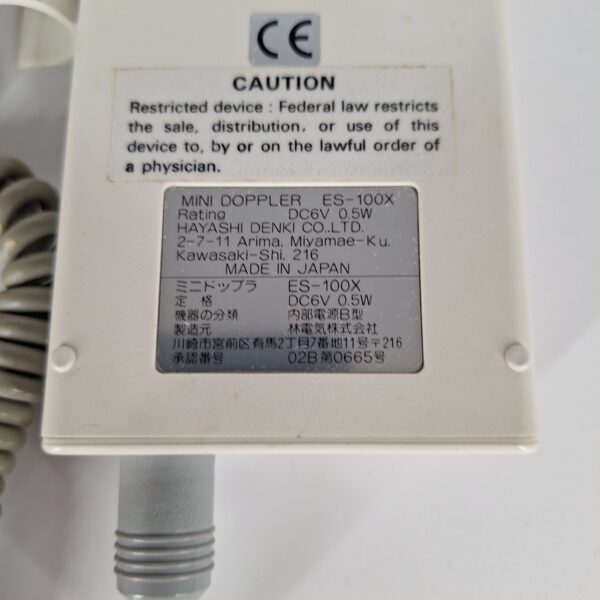 CE
CAUTION
Restricted device : Federal law restricts
the sale, distribution, or use of this
device to, by or on the lawful order of
a physician.
MINI DOPPLER ES-100X
Rating DC6V 0.5W
HAYASHI DENKI CO.,LTD.
2-7-11 Arima. Miyamae-Ku.
Kawasaki-Shi. 216
MADE IN JAPAN
ミニドップラ ES-100X
定格 DC6V 0.5W
機器の分類 内部電源B型
製造元 林電気株式会社
川崎市宮前区有馬2丁目7番地11号〒216
承認番号 02B第0665号